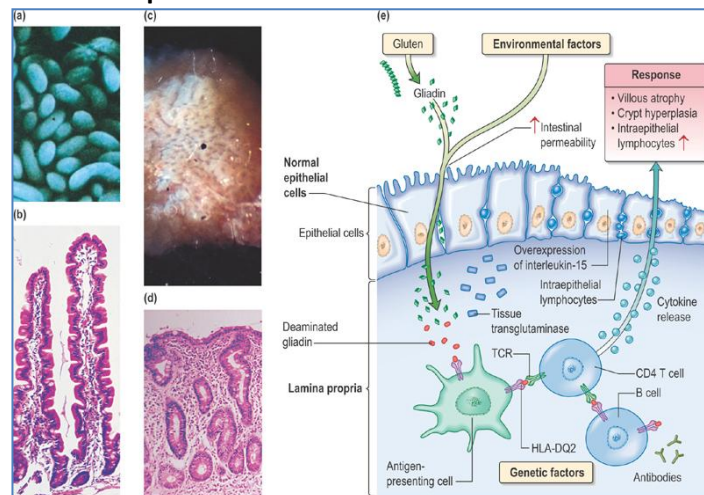 (a)
(b)
(c)
(d)
(e)
Gluten
Environmental factors
Gliadin
Intestinal
permeability
Response
• Villous atrophy
• Crypt hyperplasia
• Intraepithelial
lymphocytes
Normal
epithelial
cells
Epithelial cells
Overexpression
of interleukin-15
Intraepithelial
lymphocytes
Cytokine
release
Deaminated
gliadin
Tissue
transglutaminase
TCR
CD4 T cell
B cell
Lamina propria
HLA-DQ2
Antigen-
presenting cell
Genetic factors
Antibodies